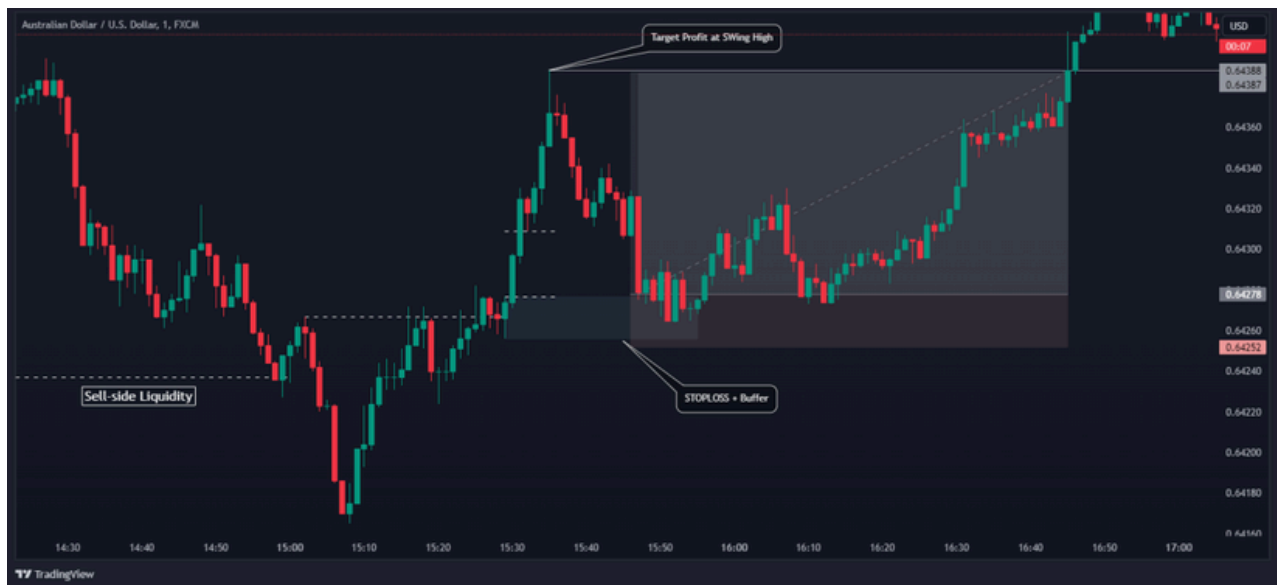 Australian Dollar / U.S. Dollar, 1, FXCM
USD
Target Profit at SWing High
00:07
0.64388
0.64387
0.64360
0.64340
0.64320
0.64300
0.64278
0.64260
0.64252
0.64240
Sell-side Liquidity
STOPLOSS + Buffer
0.64220
0.64200
0.64180
0.64160
14:30 14:40 14:50 15:00 15:10 15:20 15:30 15:40 15:50 16:00 16:10 16:20 16:30 16:40 16:50 17:00
TradingView